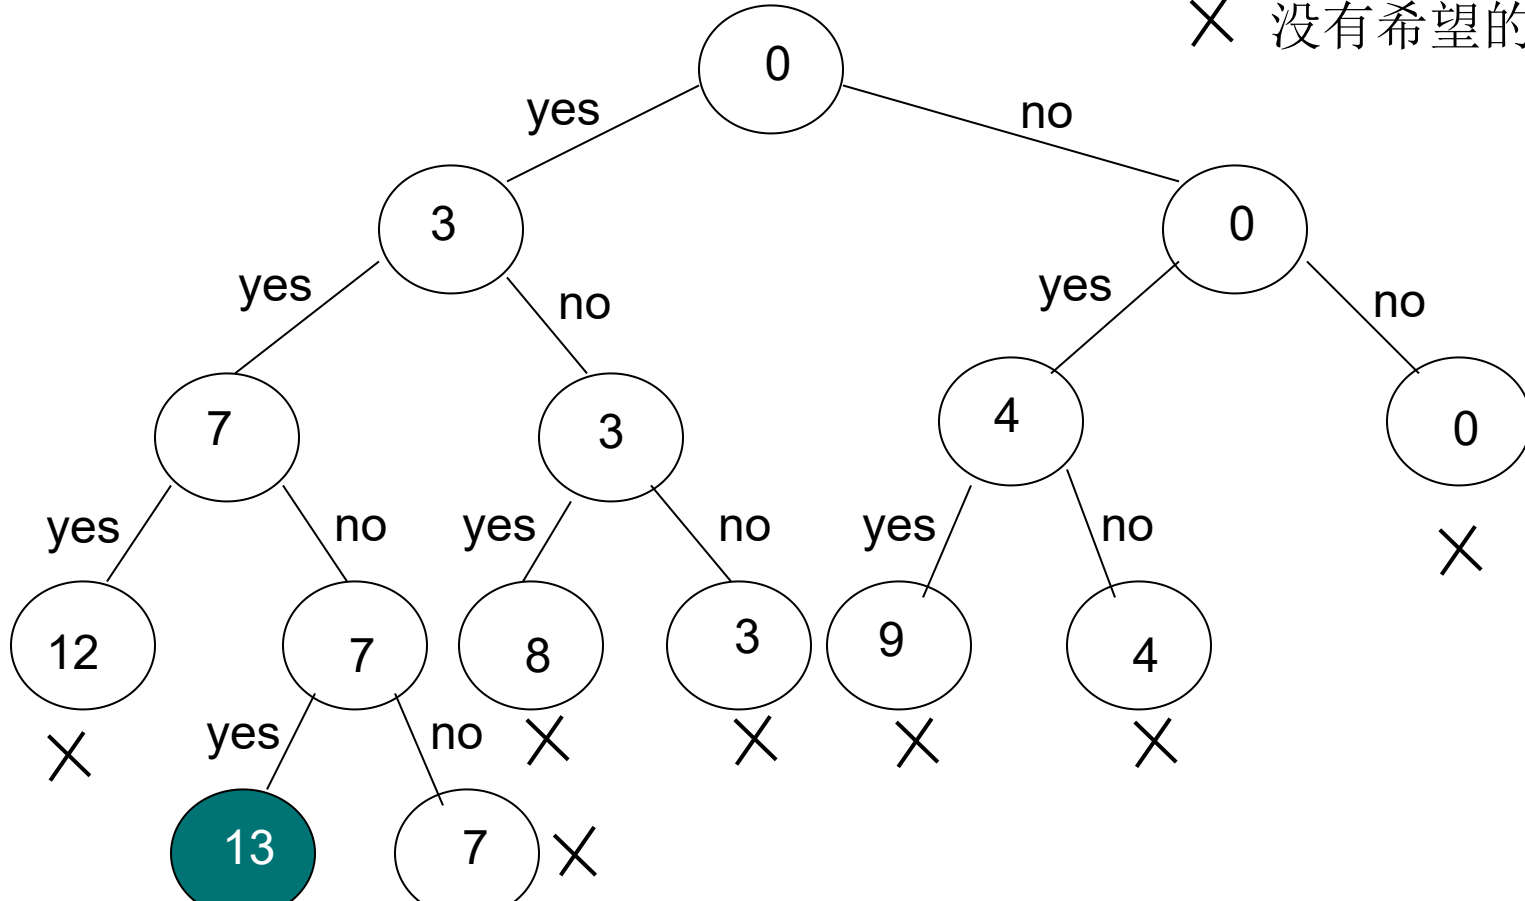 0
没有希望的
yes
no
3
0
yes
no
yes
no
7
3
4
0
yes
no
yes
no
yes
no
12
7
8
3
9
4
yes
no
13
7